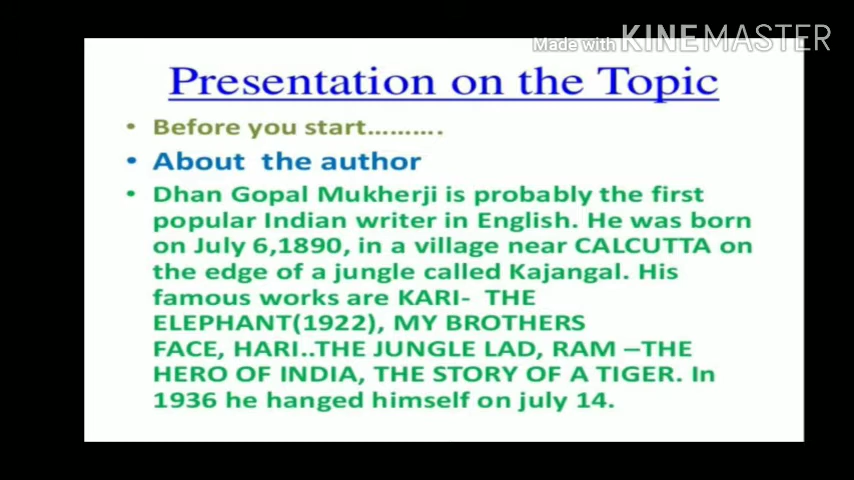 Made with KINEMASTER
Presentation on the Topic
• Before you start……….
• About the author
• Dhan Gopal Mukherji is probably the first
popular Indian writer in English. He was born
on July 6,1890, in a village near CALCUTTA on
the edge of a jungle called Kajangal. His
famous works are KARI- THE
ELEPHANT(1922), MY BROTHERS
FACE, HARI..THE JUNGLE LAD, RAM –THE
HERO OF INDIA, THE STORY OF A TIGER. In
1936 he hanged himself on july 14.